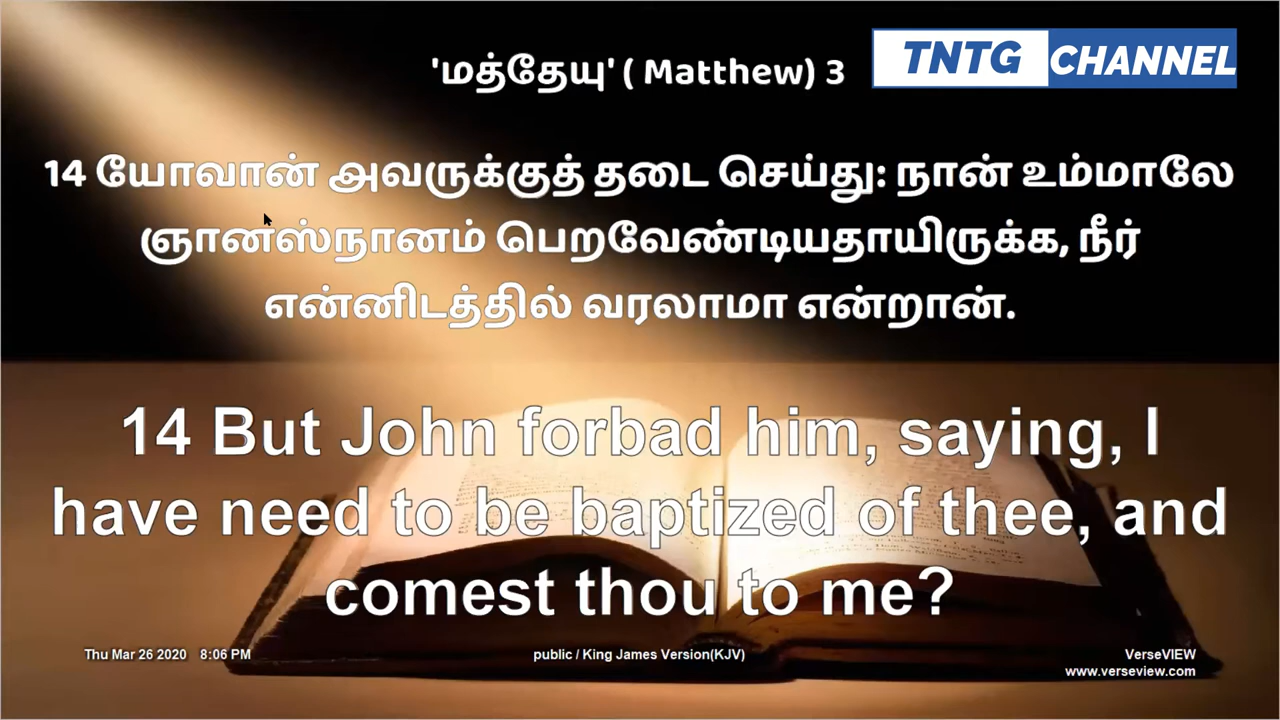 'மத்தேயு' ( Matthew) 3
TNTG CHANNEL
14 யோவான் அவருக்குத் தடை செய்து: நான் உம்மாலே
ஞானஸ்நானம் பெறவேண்டியதாயிருக்க, நீர்
என்னிடத்தில் வரலாமா என்றான்.
14 But John forbad him, saying, I
have need to be baptized of thee, and
comest thou to me?
Thu Mar 26 2020 8:06 PM
public / King James Version(KJV)
VerseVIEW
www.verseview.com